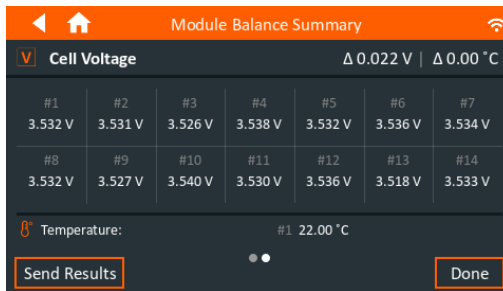 Module Balance Summary
V Cell Voltage Δ 0.022 V | Δ 0.00 °C
#1 #2 #3 #4 #5 #6 #7
3.532 V 3.531 V 3.526 V 3.538 V 3.532 V 3.536 V 3.534 V
#8 #9 #10 #11 #12 #13 #14
3.532 V 3.527 V 3.540 V 3.530 V 3.536 V 3.518 V 3.533 V
Temperature: #1 22.00 °C
Send Results Done